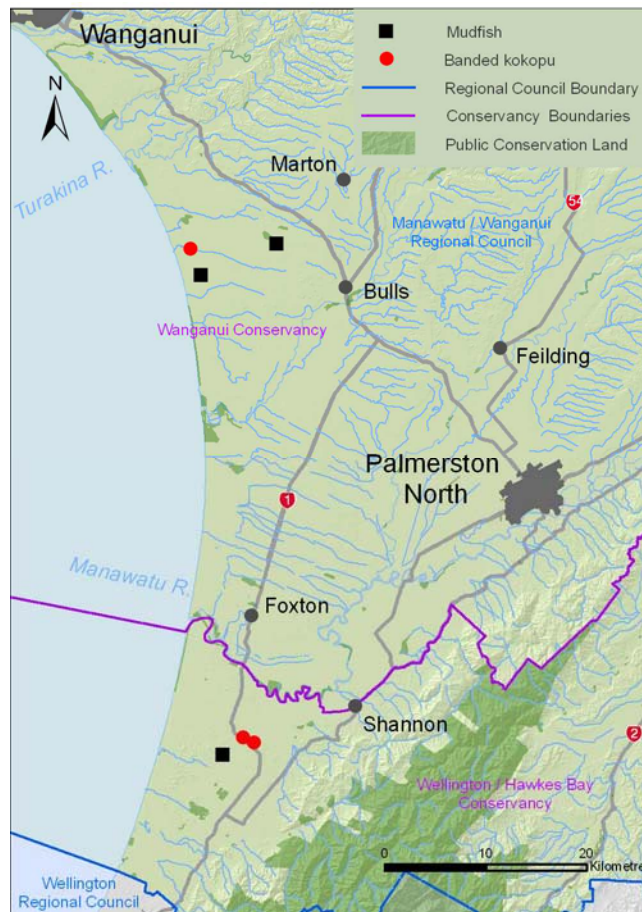 Wanganui
Mudfish
Banded kokopu
Regional Council Boundary
Conservancy Boundaries
Public Conservation Land
N
Marton
Turakina R.
54
Manawatu / Wanganui
Regional Council
Bulls
Wanganui Conservancy
Feilding
Palmerston
North
1
Manawatu R.
Foxton
Shannon
2
Wellington / Hawkes Bay
Conservancy
Wellington
Regional Council
0 10 20
Kilometre